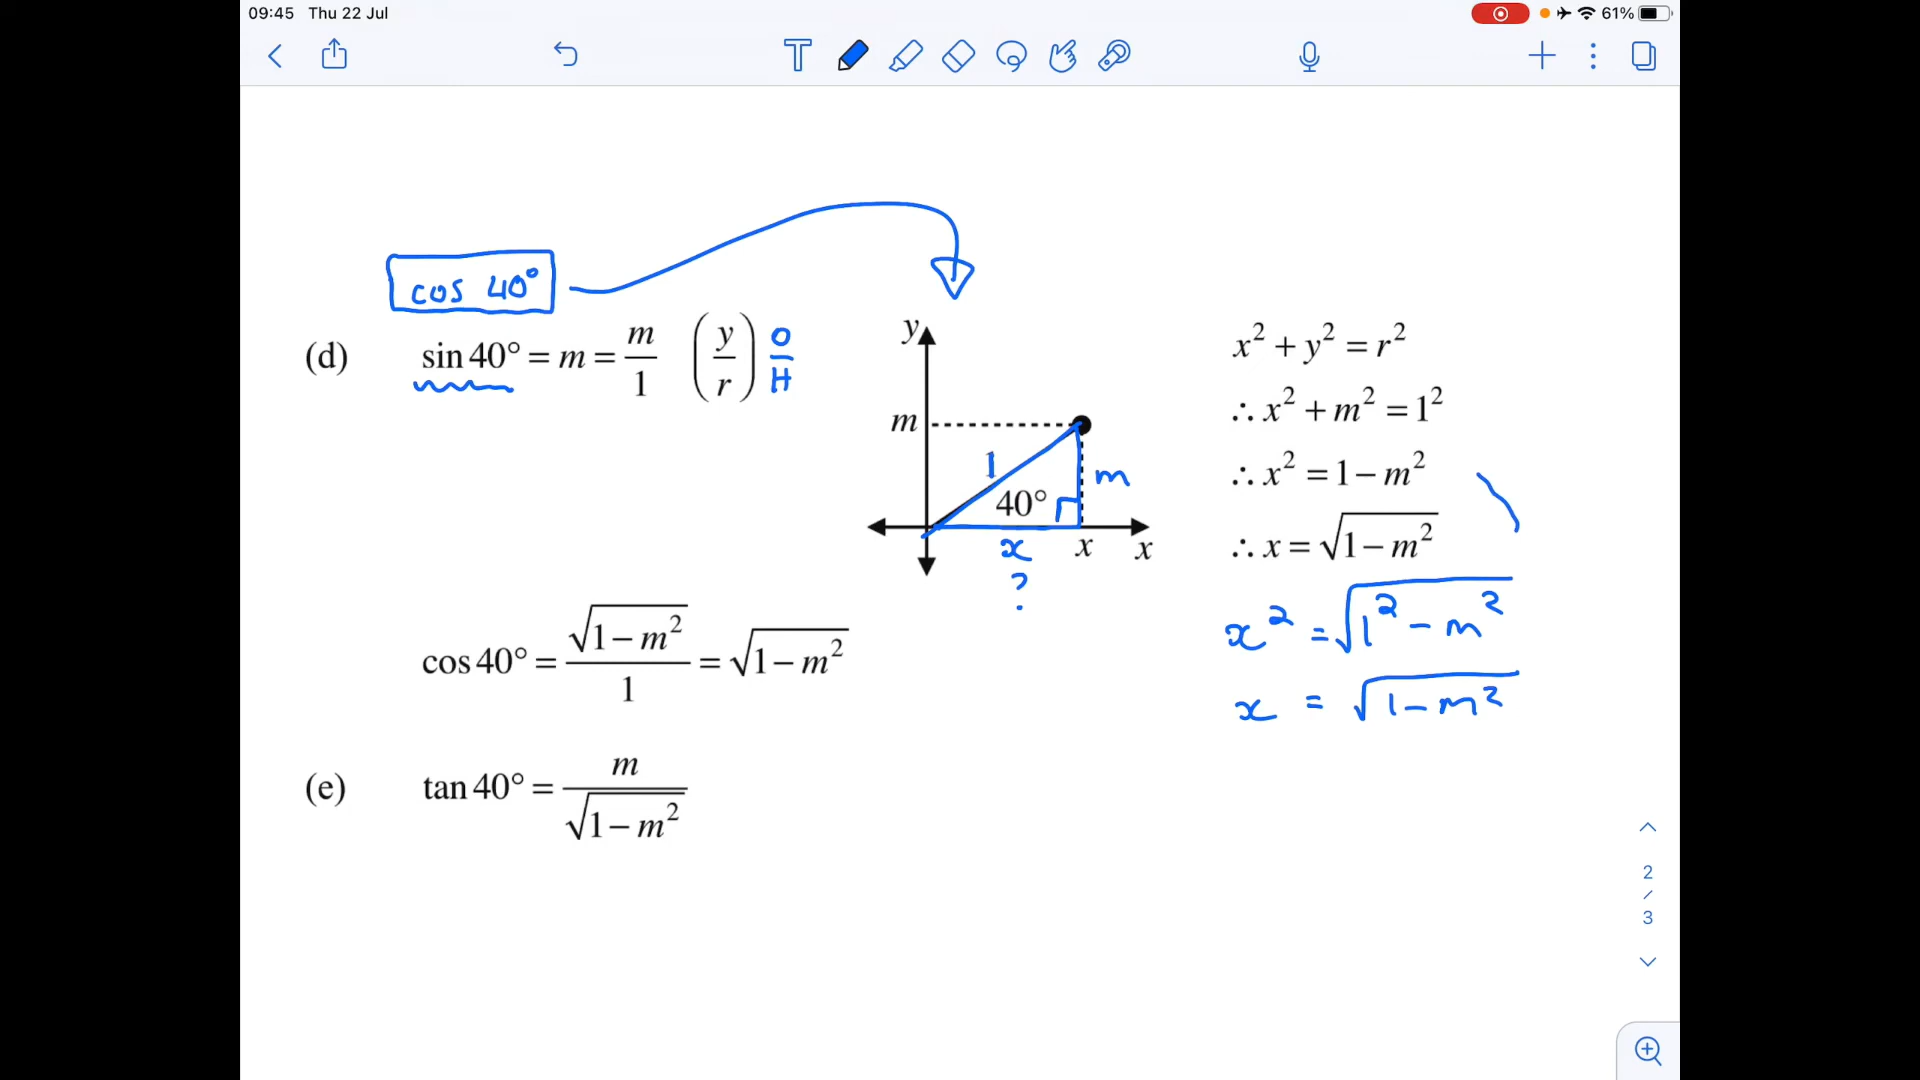 09:45 Thu 22 Jul
61%
T
cos 40°
(d) sin 40° = m = m/1 (y/r) O/H
y
m
1
40°
m
x
x
x
?
x² + y² = r²
∴ x² + m² = 1²
∴ x² = 1 − m²
∴ x = √(1 − m²)
x² = √(1² − m²)
x = √(1 − m²)
cos 40° = √(1 − m²)/1 = √(1 − m²)
(e) tan 40° = m/√(1 − m²)
2
/
3